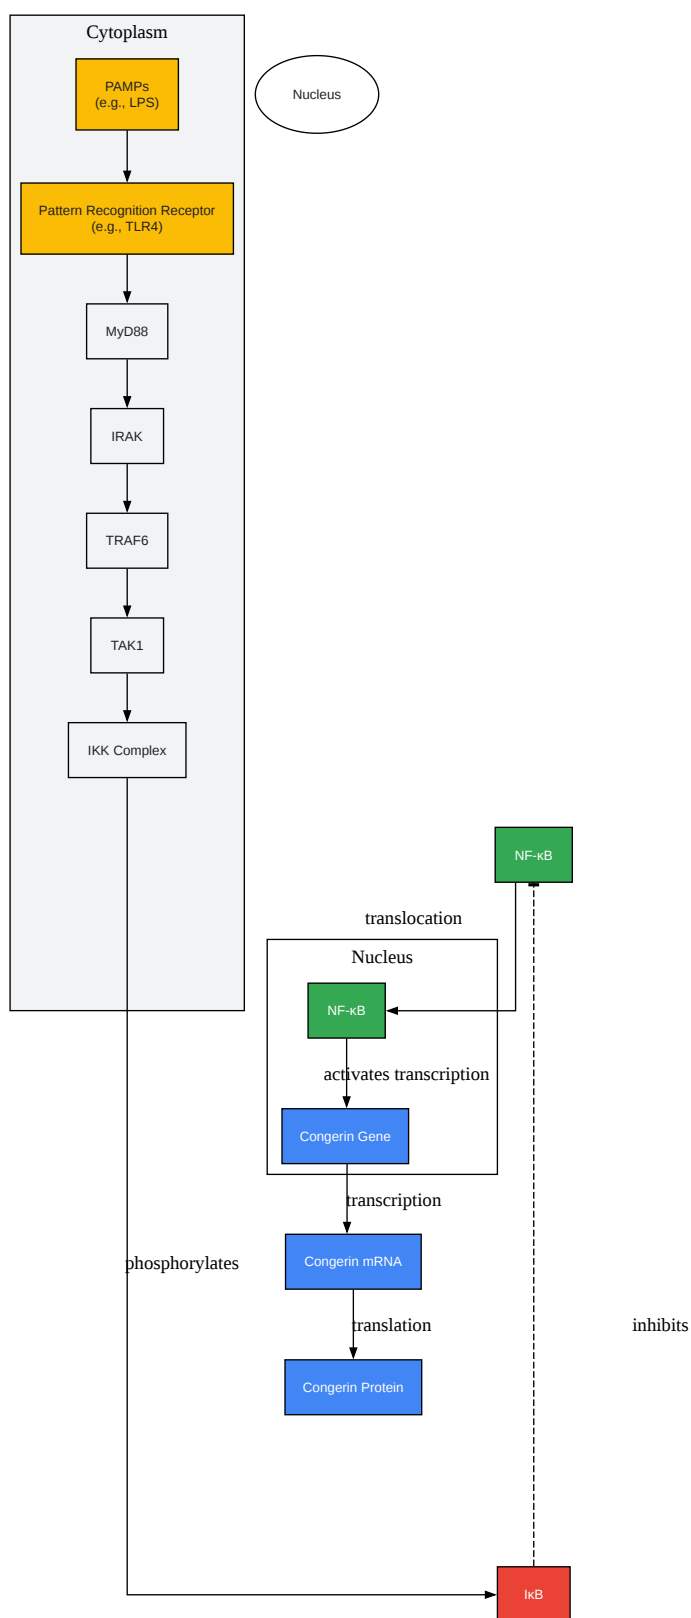 Cytoplasm
PAMPs
(e.g., LPS)
Nucleus
Pattern Recognition Receptor
(e.g., TLR4)
MyD88
IRAK
TRAF6
TAK1
IKK Complex
NF-κB
translocation
Nucleus
NF-κB
activates transcription
Congerin Gene
transcription
Congerin mRNA
phosphorylates
translation
inhibits
Congerin Protein
IκB